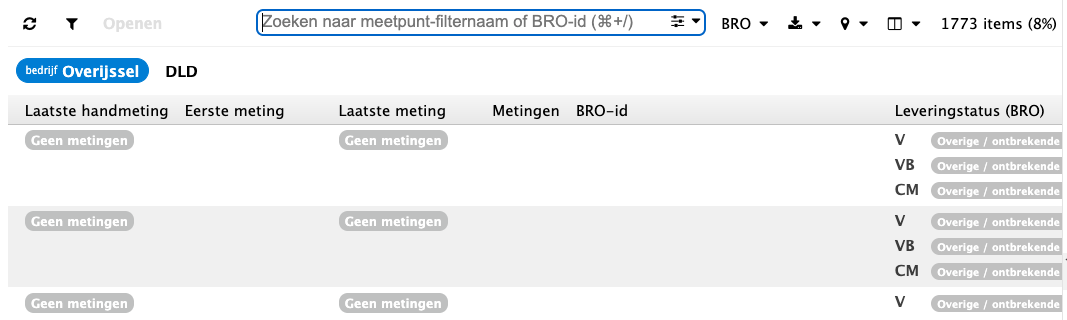 Openen Zoeken naar meetpunt-filternaam of BRO-id (⌘+/) BRO 1773 items (8%)
bedrijf Overijssel DLD
Laatste handmeting Eerste meting Laatste meting Metingen BRO-id Leveringstatus (BRO)
Geen metingen Geen metingen V Overige / ontbrekende
VB Overige / ontbrekende
CM Overige / ontbrekende
Geen metingen Geen metingen V Overige / ontbrekende
VB Overige / ontbrekende
CM Overige / ontbrekende
Geen metingen Geen metingen V Overige / ontbrekende